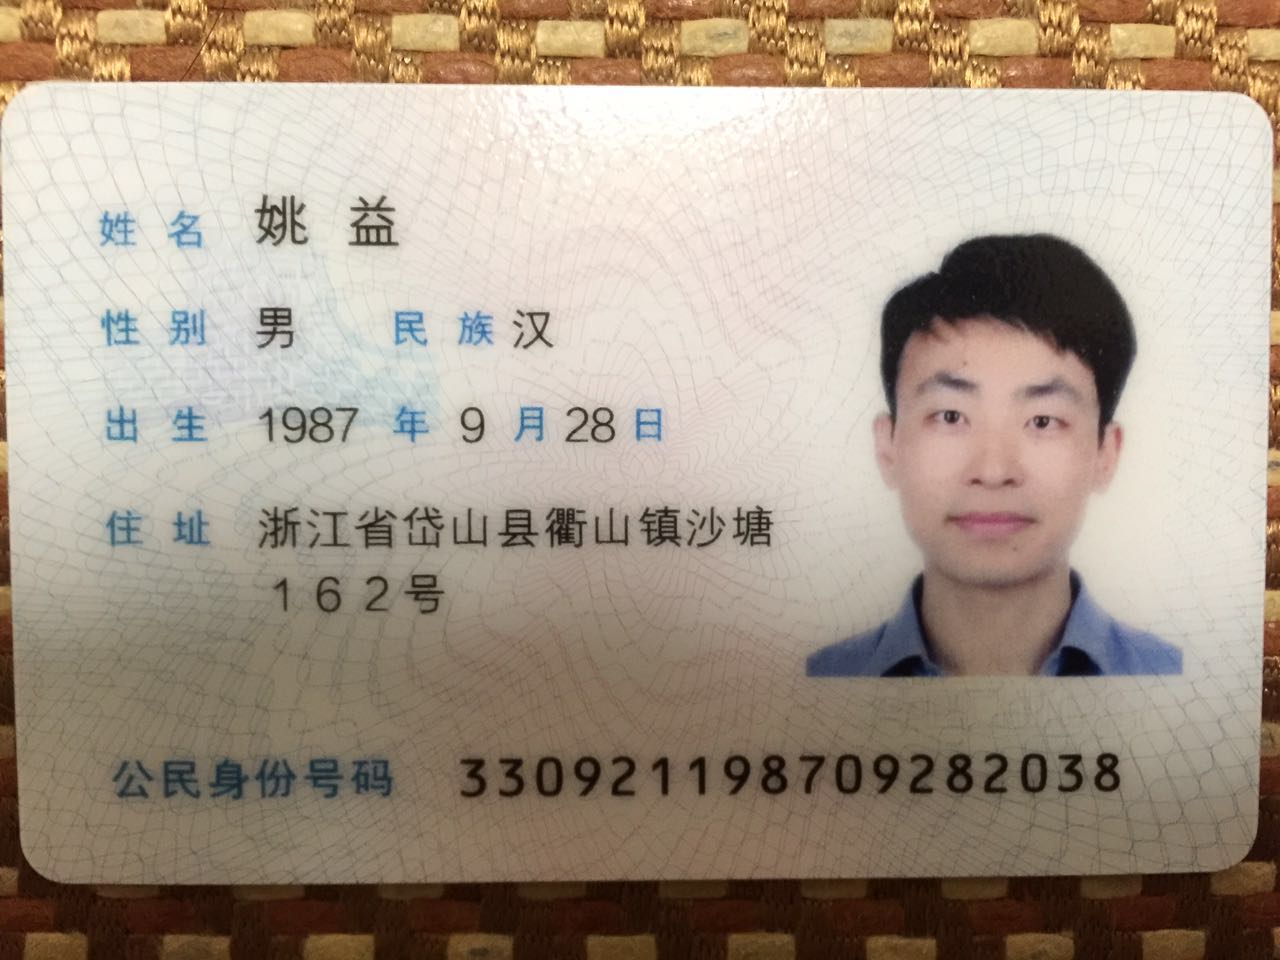 姓名 姚益
性别 男 民族 汉
出生 1987 年 9 月 28 日
住址 浙江省岱山县衢山镇沙塘
162号
公民身份号码 330921198709282038